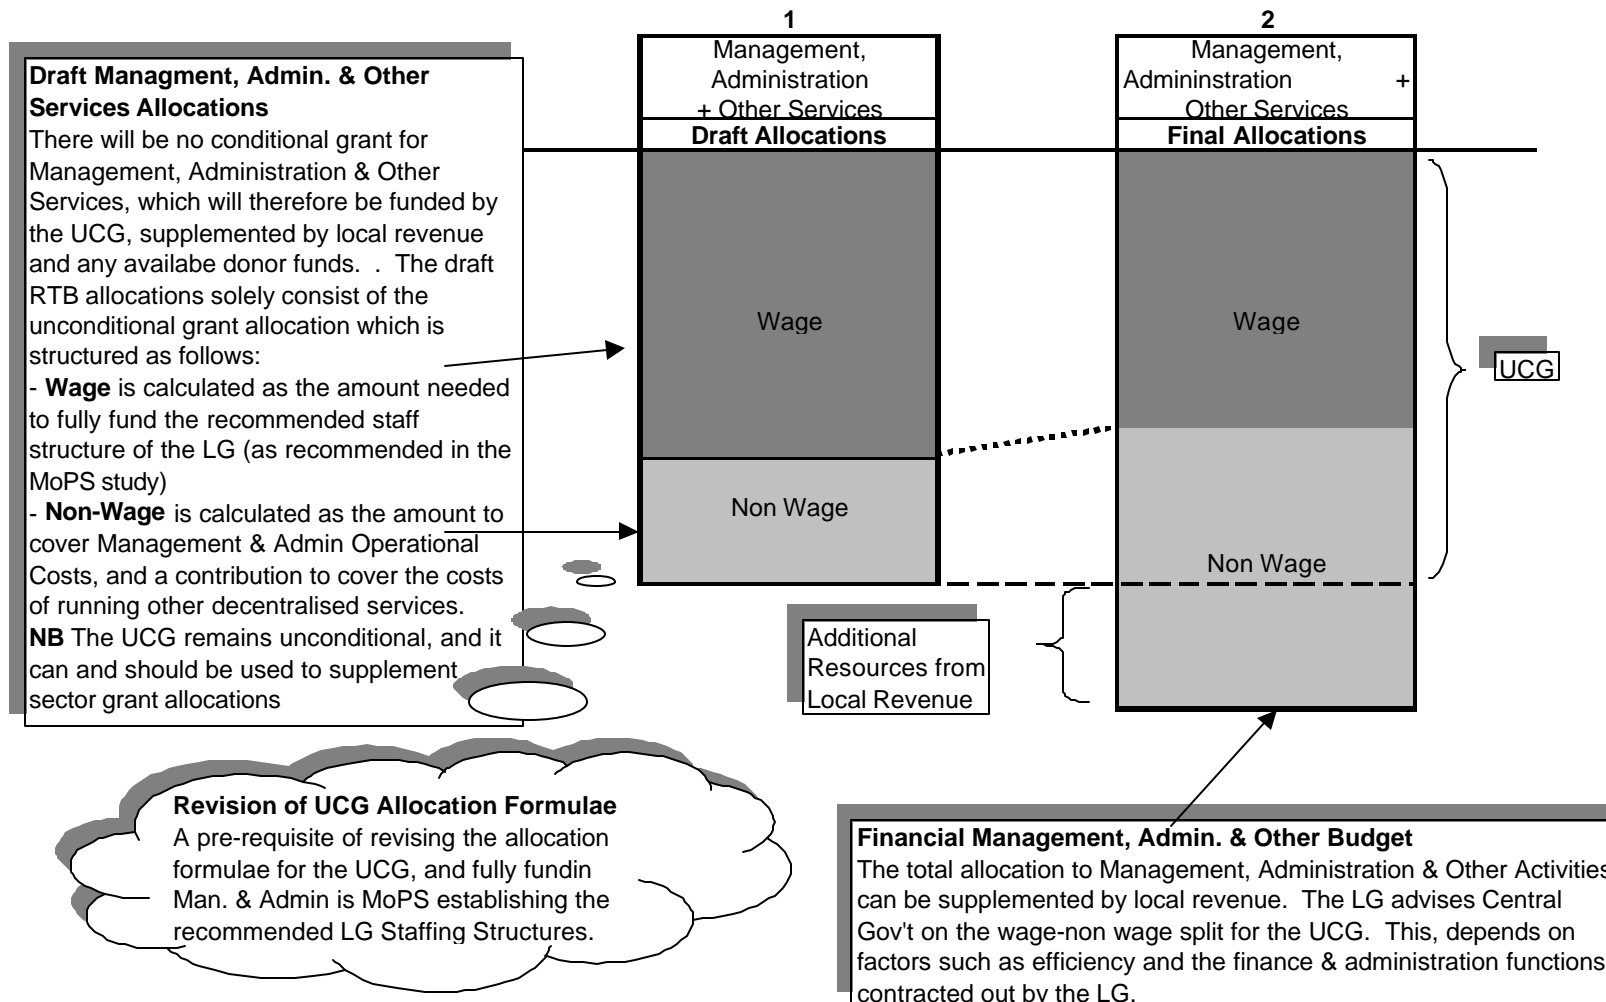 1
Management,
Administration
+ Other Services
Draft Allocations
2
Management,
Admininstration +
Other Services
Final Allocations
Draft Managment, Admin. & Other
Services Allocations
There will be no conditional grant for
Management, Administration & Other
Services, which will therefore be funded by
the UCG, supplemented by local revenue
and any availabe donor funds. . The draft
RTB allocations solely consist of the
unconditional grant allocation which is
structured as follows:
- Wage is calculated as the amount needed
to fully fund the recommended staff
structure of the LG (as recommended in the
MoPS study)
- Non-Wage is calculated as the amount to
cover Management & Admin Operational
Costs, and a contribution to cover the costs
of running other decentralised services.
NB The UCG remains unconditional, and it
can and should be used to supplement
sector grant allocations
Wage
Non Wage
Wage
Non Wage
UCG
Additional
Resources from
Local Revenue
Revision of UCG Allocation Formulae
A pre-requisite of revising the allocation
formulae for the UCG, and fully fundin
Man. & Admin is MoPS establishing the
recommended LG Staffing Structures.
Financial Management, Admin. & Other Budget
The total allocation to Management, Administration & Other Activities
can be supplemented by local revenue. The LG advises Central
Gov't on the wage-non wage split for the UCG. This, depends on
factors such as efficiency and the finance & administration functions
contracted out by the LG.